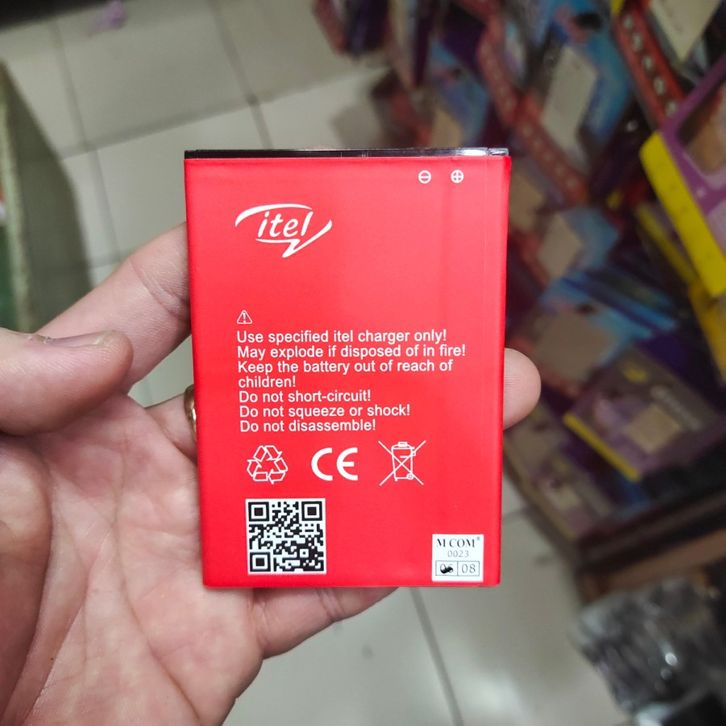 itel
Use specified itel charger only!
May explode if disposed of in fire!
Keep the battery out of reach of
children!
Do not short-circuit!
Do not squeeze or shock!
Do not disassemble!
CE
M COM®
0023
08